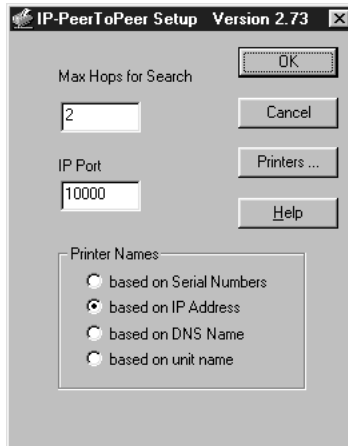 IP-PeerToPeer Setup Version 2.73
OK
Max Hops for Search
2
Cancel
IP Port
Printers ...
10000
Help
Printer Names
based on Serial Numbers
based on IP Address
based on DNS Name
based on unit name